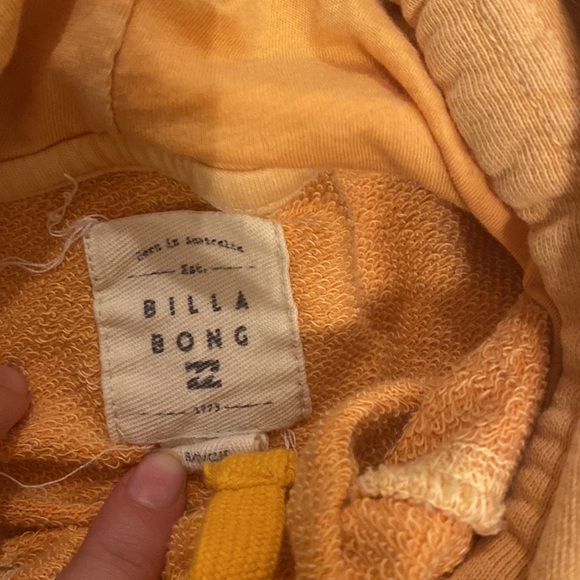 Born in Australia
Est.
BILLA
BONG
1973